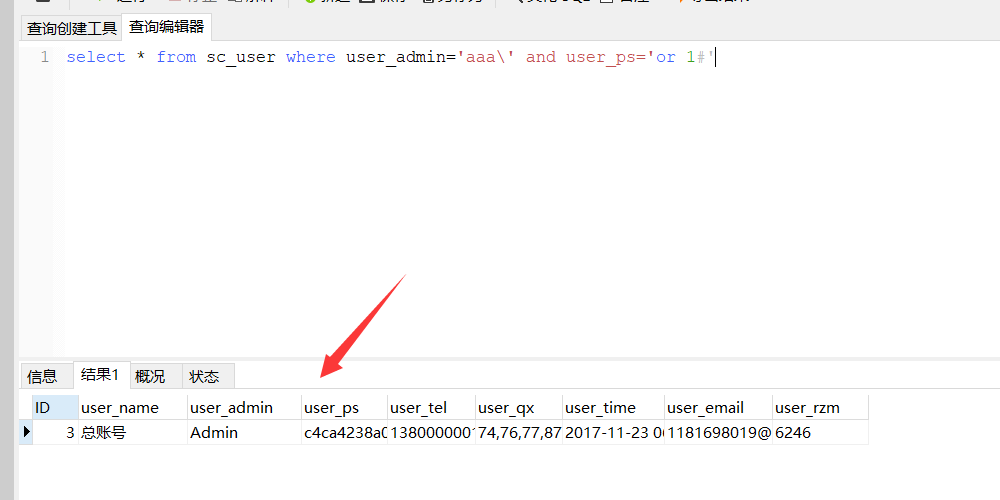 查询创建工具 查询编辑器
1 select * from sc_user where user_admin='aaa\' and user_ps='or 1#'
信息 结果1 概况 状态
ID user_name user_admin user_ps user_tel user_qx user_time user_email user_rzm
3 总账号 Admin c4ca4238a0 138000000 74,76,77,87 2017-11-23 0 1181698019@ 6246